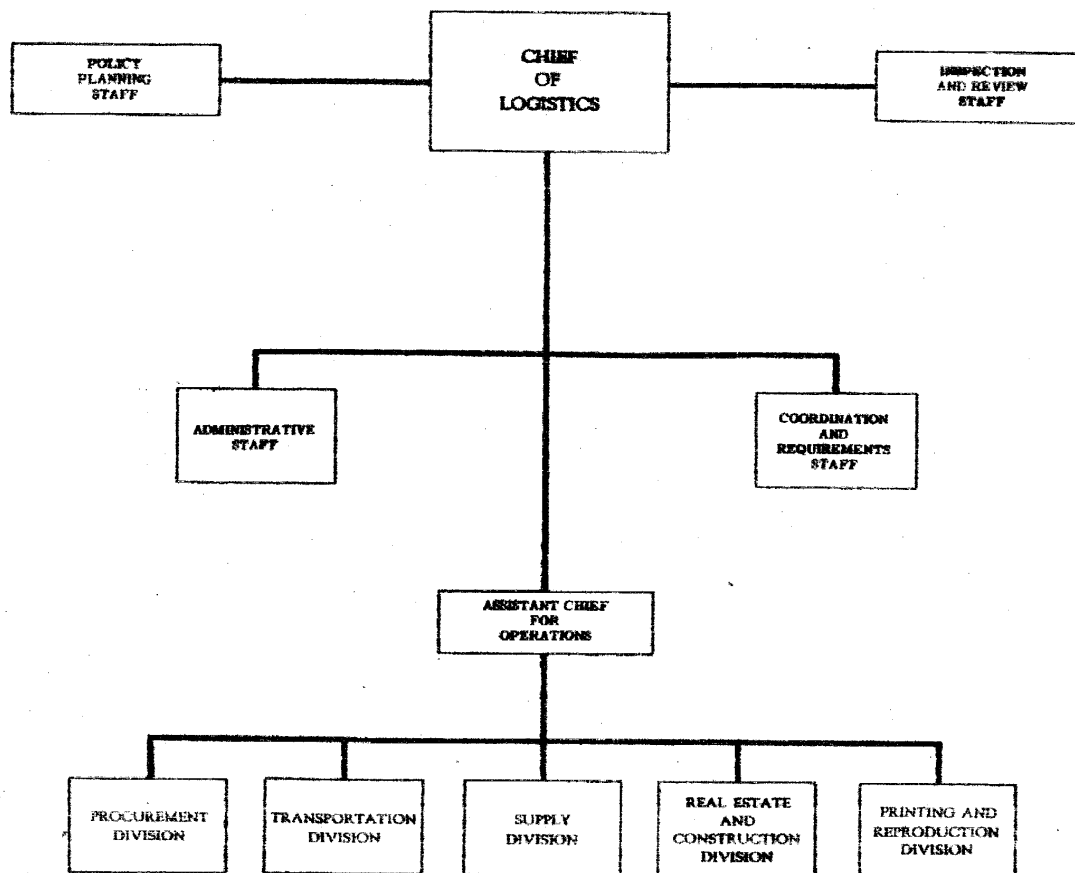 CHIEF
OF
LOGISTICS
POLICY
PLANNING
STAFF
INSPECTION
AND REVIEW
STAFF
ADMINISTRATIVE
STAFF
COORDINATION
AND
REQUIREMENTS
STAFF
ASSISTANT CHIEF
FOR
OPERATIONS
PROCUREMENT
DIVISION
TRANSPORTATION
DIVISION
SUPPLY
DIVISION
REAL ESTATE
AND
CONSTRUCTION
DIVISION
PRINTING AND
REPRODUCTION
DIVISION